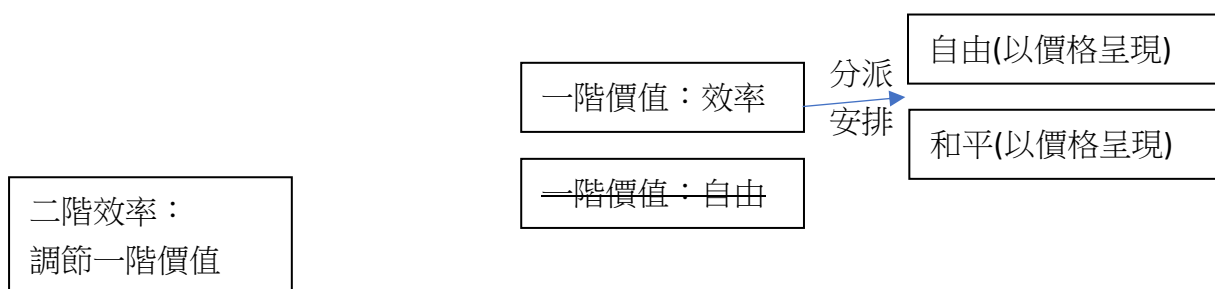 自由(以價格呈現)
一階價值：效率
分派
安排
和平(以價格呈現)
一階價值：自由
二階效率：
調節一階價值